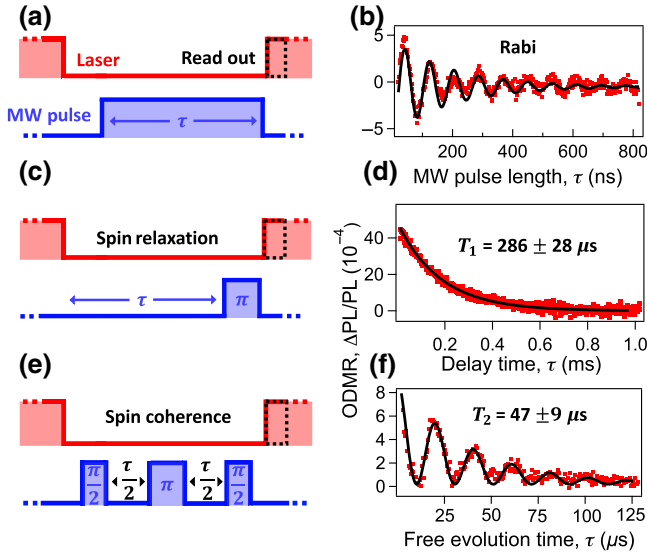 (a)
Laser
Read out
MW pulse
τ
(b)
Rabi
5
0
−5
200
400
600
800
MW pulse length, τ (ns)
(c)
Spin relaxation
τ
π
(d)
T₁ = 286 ± 28 μs
40
20
0
0.2
0.4
0.6
0.8
1.0
Delay time, τ (ms)
ODMR, ΔPL/PL (10⁻⁴)
(e)
Spin coherence
π/2
τ/2
π
τ/2
π/2
(f)
T₂ = 47 ±9 μs
8
6
4
2
0
25
50
75
100
125
Free evolution time, τ (μs)